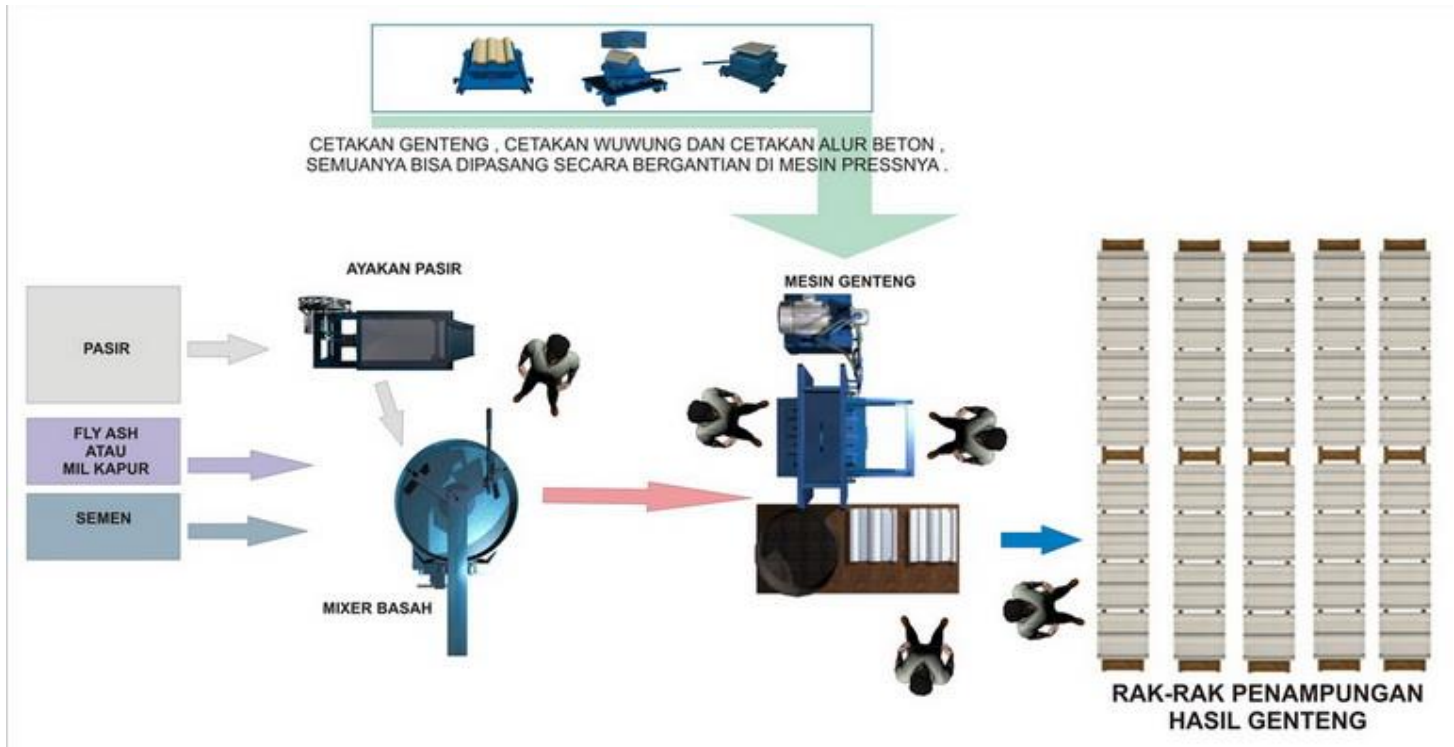 CETAKAN GENTENG , CETAKAN WUWUNG DAN CETAKAN ALUR BETON ,
SEMUANYA BISA DIPASANG SECARA BERGANTIAN DI MESIN PRESSNYA .
AYAKAN PASIR
MESIN GENTENG
PASIR
FLY ASH
ATAU
MIL KAPUR
SEMEN
MIXER BASAH
RAK-RAK PENAMPUNGAN
HASIL GENTENG